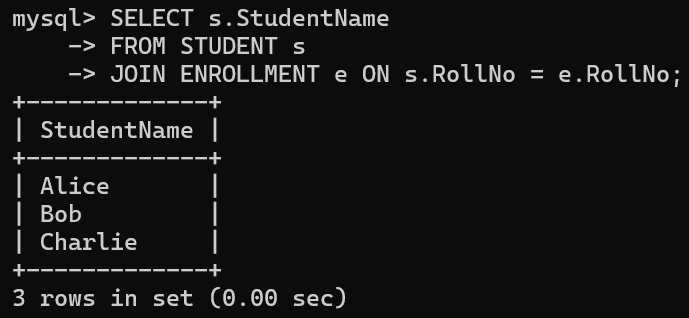 mysql> SELECT s.StudentName
    -> FROM STUDENT s
    -> JOIN ENROLLMENT e ON s.RollNo = e.RollNo;
+-------------+
| StudentName |
+-------------+
| Alice       |
| Bob         |
| Charlie     |
+-------------+
3 rows in set (0.00 sec)